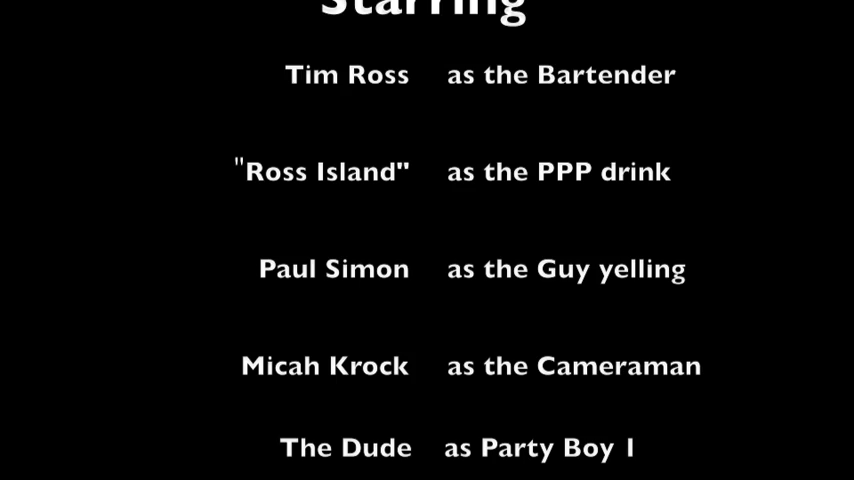 Starring
Tim Ross as the Bartender
"Ross Island" as the PPP drink
Paul Simon as the Guy yelling
Micah Krock as the Cameraman
The Dude as Party Boy 1